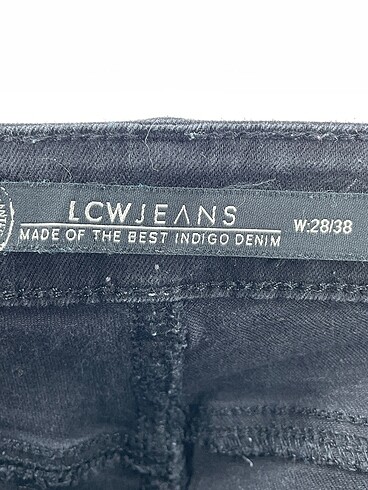 LCWJEANS
MADE OF THE BEST INDIGO DENIM
W:28/38